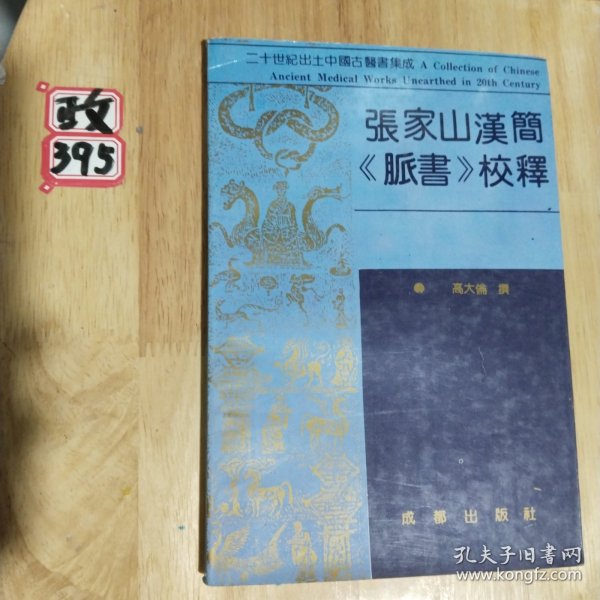 政
395
二十世紀出土中國古醫書集成 A Collection of Chinese
Ancient Medical Works Unearthed in 20th Century
張家山漢簡
《脈書》校釋
高大倫 撰
成都出版社
孔夫子旧书网
www.kongfz.com